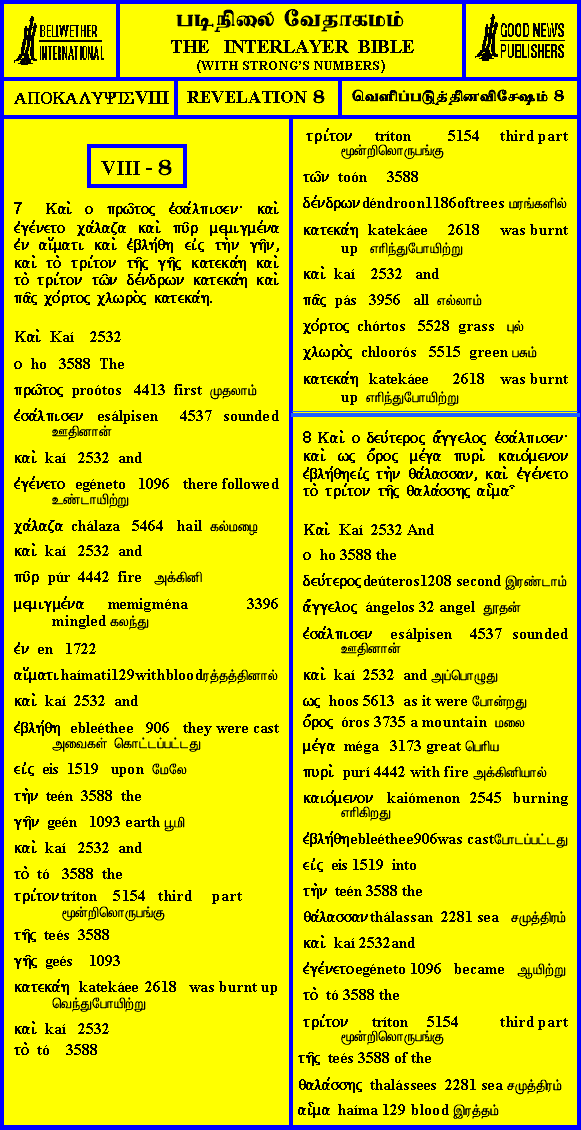 BELLWETHER
INTERNATIONAL
படிநிலை வேதாகமம்
THE INTERLAYER BIBLE
(WITH STRONG'S NUMBERS)
GOOD NEWS
PUBLISHERS
ΑΠΟΚΑΛΥΨΙΣ VIII
REVELATION 8
வெளிப்படுத்தினவிசேஷம் 8
VIII - 8
7 Καὶ ο πρῶτος ἐσάλπισεν· καὶ
ἐγένετο χάλαζα καὶ πῦρ μεμιγμένα
ἐν αἵματι καὶ ἐβλήθη εἰς τὴν γῆν,
καὶ τὸ τρίτον τῆς γῆς κατεκάη καὶ
τὸ τρίτον τῶν δένδρων κατεκάη καὶ
πᾶς χόρτος χλωρὸς κατεκάη.
Καὶ Kaí 2532
ο ho 3588 The
πρῶτος proótos 4413 first முதலாம்
ἐσάλπισεν esálpisen 4537 sounded
ஊதினான்
καὶ kaí 2532 and
ἐγένετο egéneto 1096 there followed
உண்டாயிற்று
χάλαζα chálaza 5464 hail கல்மழை
καὶ kaí 2532 and
πῦρ púr 4442 fire அக்கினி
μεμιγμένα memigména 3396
mingled கலந்து
ἐν en 1722
αἵματι haímati129withbloodரத்தத்தினால்
καὶ kaí 2532 and
ἐβλήθη ebleéthee 906 they were cast
அவைகள் கொட்டப்பட்டது
εἰς eis 1519 upon மேலே
τὴν teén 3588 the
γῆν geén 1093 earth பூமி
καὶ kaí 2532 and
τὸ tó 3588 the
τρίτον tríton 5154 third part
மூன்றிலொருபங்கு
τῆς teés 3588
γῆς geés 1093
κατεκάη katekáee 2618 was burnt up
வெந்துபோயிற்று
καὶ kaí 2532
τὸ tó 3588
τρίτον tríton 5154 third part
மூன்றிலொருபங்கு
τῶν toón 3588
δένδρων déndroon1186oftrees மரங்களில்
κατεκάη katekáee 2618 was burnt
up எரிந்துபோயிற்று
καὶ kaí 2532 and
πᾶς pás 3956 all எல்லாம்
χόρτος chórtos 5528 grass புல்
χλωρὸς chloorós 5515 green பசும்
κατεκάη katekáee 2618 was burnt
up எரிந்துபோயிற்று
8 Καὶ ο δεύτερος ἄγγελος ἐσάλπισεν·
καὶ ως ὄρος μέγα πυρὶ καιόμενον
ἐβλήθηεἰς τὴν θάλασσαν, καὶ ἐγένετο
τὸ τρίτον τῆς θαλάσσης αἷμα
Καὶ Kaí 2532 And
ο ho 3588 the
δεύτερος deúteros1208 second இரண்டாம்
ἄγγελος ángelos 32 angel தூதன்
ἐσάλπισεν esálpisen 4537 sounded
ஊதினான்
καὶ kaí 2532 and அப்பொழுது
ως hoos 5613 as it were போன்றது
ὄρος óros 3735 a mountain மலை
μέγα méga 3173 great பெரிய
πυρὶ purí 4442 with fire அக்கினியால்
καιόμενον kaiómenon 2545 burning
எரிகிறது
ἐβλήθηebleéthee906was castபோடப்பட்டது
εἰς eis 1519 into
τὴν teén 3588 the
θάλασσαν thálassan 2281 sea சமுத்திரம்
καὶ kaí 2532and
ἐγένετοegéneto 1096 became ஆயிற்று
τὸ tó 3588 the
τρίτον tríton 5154 third part
மூன்றிலொருபங்கு
τῆς teés 3588 of the
θαλάσσης thalássees 2281 sea சமுத்திரம்
αἷμα haíma 129 blood இரத்தம்